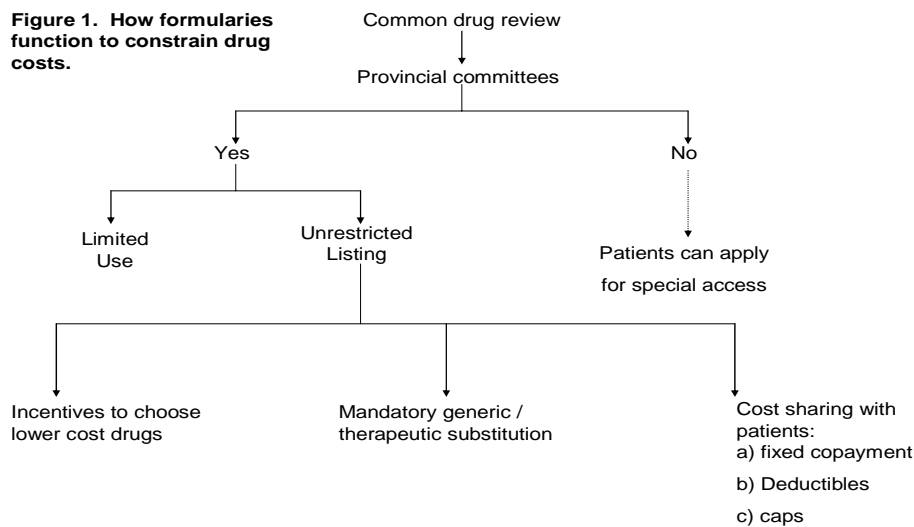 Figure 1.  How formularies
function to constrain drug
costs.
Common drug review
Provincial committees
Yes
No
Limited
Use
Unrestricted
Listing
Patients can apply
for special access
Incentives to choose
lower cost drugs
Mandatory generic /
therapeutic substitution
Cost sharing with
patients:
a) fixed copayment
b) Deductibles
c) caps